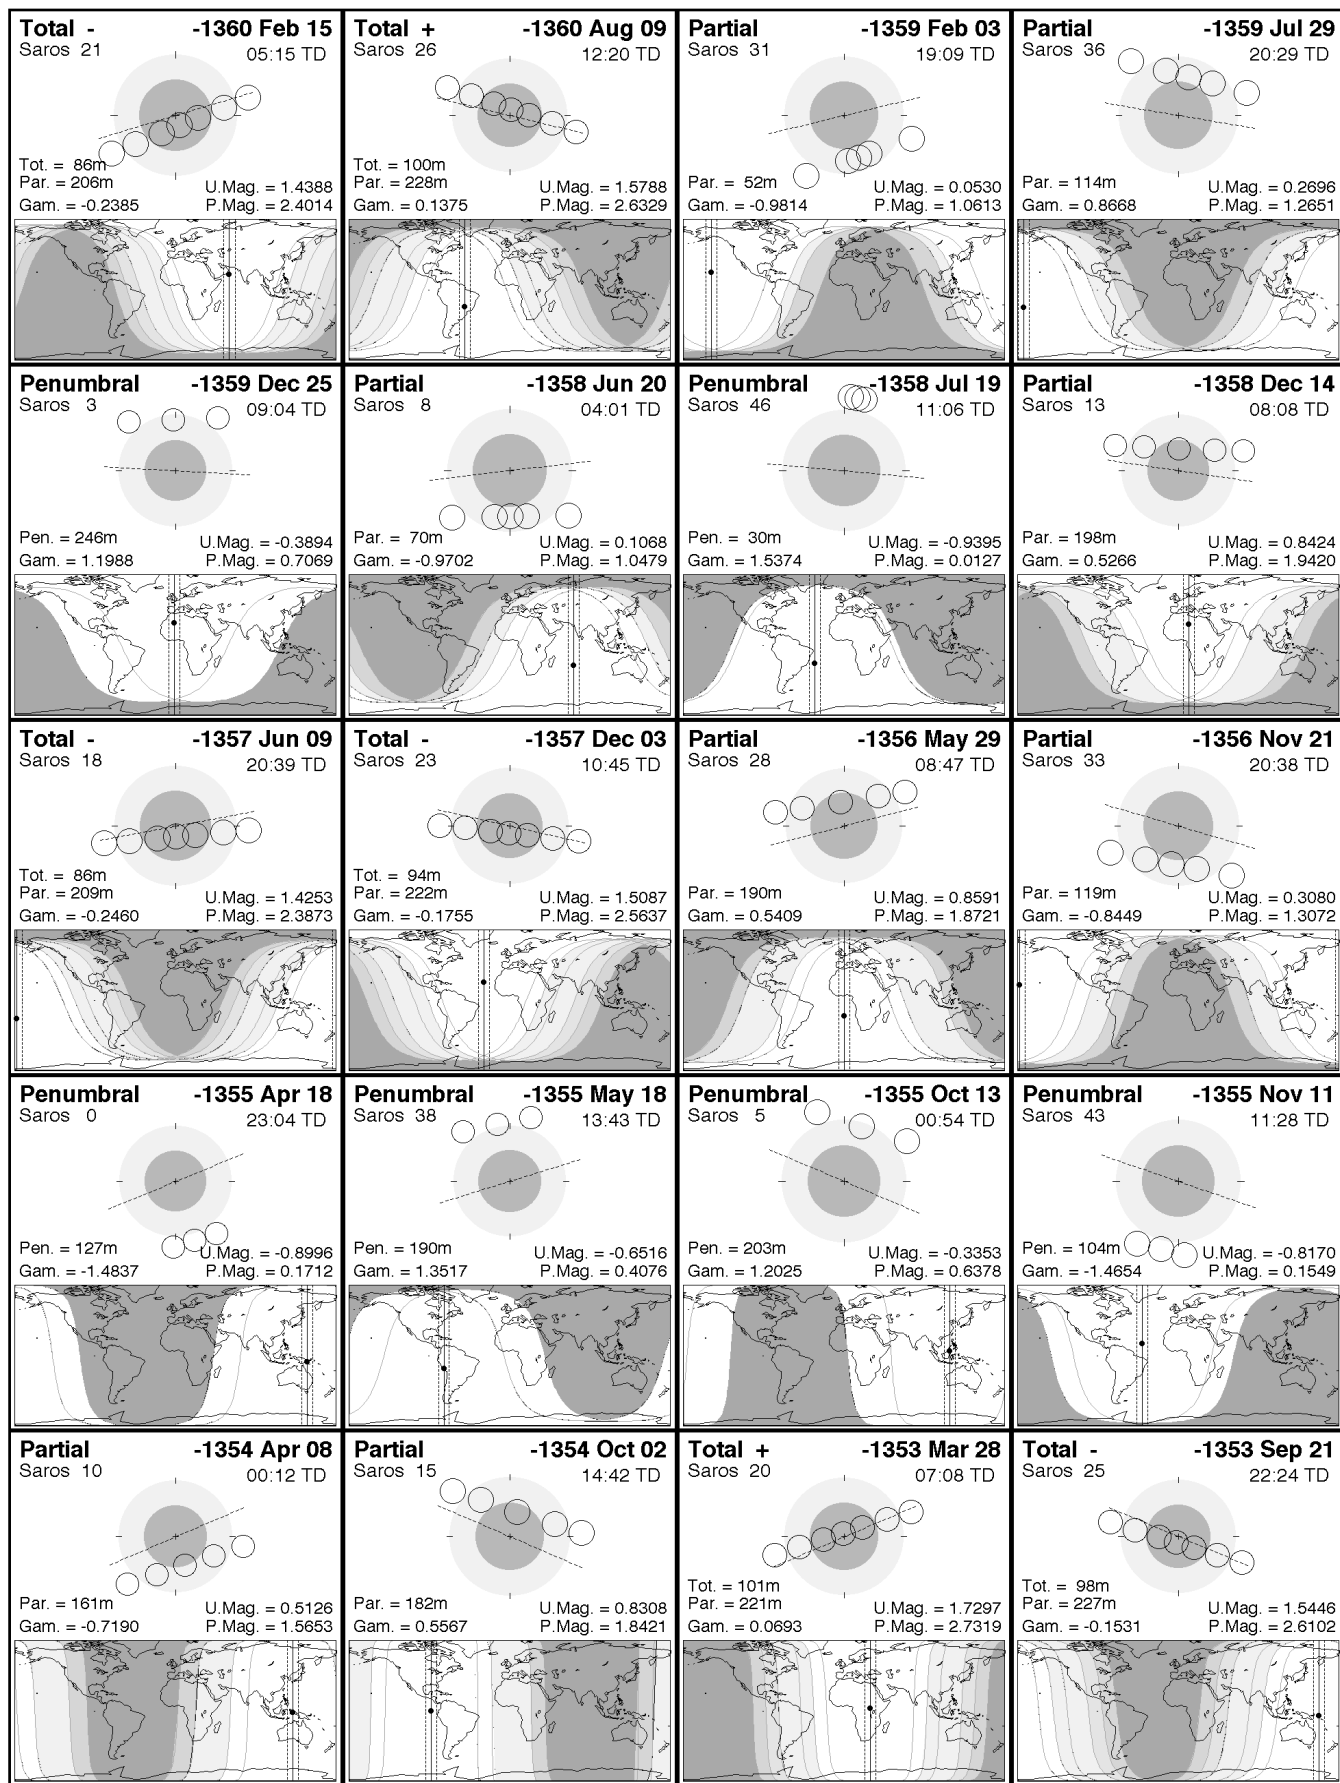 Total - -1360 Feb 15
Saros 21 05:15 TD
Tot. = 86m
Par. = 206m U.Mag. = 1.4388
Gam. = -0.2385 P.Mag. = 2.4014
Total + -1360 Aug 09
Saros 26 12:20 TD
Tot. = 100m
Par. = 228m U.Mag. = 1.5788
Gam. = 0.1375 P.Mag. = 2.6329
Partial -1359 Feb 03
Saros 31 19:09 TD
Par. = 52m U.Mag. = 0.0530
Gam. = -0.9814 P.Mag. = 1.0613
Partial -1359 Jul 29
Saros 36 20:29 TD
Par. = 114m U.Mag. = 0.2696
Gam. = 0.8668 P.Mag. = 1.2651
Penumbral -1359 Dec 25
Saros 3 09:04 TD
Pen. = 246m U.Mag. = -0.3894
Gam. = 1.1988 P.Mag. = 0.7069
Partial -1358 Jun 20
Saros 8 04:01 TD
Par. = 70m U.Mag. = 0.1068
Gam. = -0.9702 P.Mag. = 1.0479
Penumbral -1358 Jul 19
Saros 46 11:06 TD
Pen. = 30m U.Mag. = -0.9395
Gam. = 1.5374 P.Mag. = 0.0127
Partial -1358 Dec 14
Saros 13 08:08 TD
Par. = 198m U.Mag. = 0.8424
Gam. = 0.5266 P.Mag. = 1.9420
Total - -1357 Jun 09
Saros 18 20:39 TD
Tot. = 86m
Par. = 209m U.Mag. = 1.4253
Gam. = -0.2460 P.Mag. = 2.3873
Total - -1357 Dec 03
Saros 23 10:45 TD
Tot. = 94m
Par. = 222m U.Mag. = 1.5087
Gam. = -0.1755 P.Mag. = 2.5637
Partial -1356 May 29
Saros 28 08:47 TD
Par. = 190m U.Mag. = 0.8591
Gam. = 0.5409 P.Mag. = 1.8721
Partial -1356 Nov 21
Saros 33 20:38 TD
Par. = 119m U.Mag. = 0.3080
Gam. = -0.8449 P.Mag. = 1.3072
Penumbral -1355 Apr 18
Saros 0 23:04 TD
Pen. = 127m U.Mag. = -0.8996
Gam. = -1.4837 P.Mag. = 0.1712
Penumbral -1355 May 18
Saros 38 13:43 TD
Pen. = 190m U.Mag. = -0.6516
Gam. = 1.3517 P.Mag. = 0.4076
Penumbral -1355 Oct 13
Saros 5 00:54 TD
Pen. = 203m U.Mag. = -0.3353
Gam. = 1.2025 P.Mag. = 0.6378
Penumbral -1355 Nov 11
Saros 43 11:28 TD
Pen. = 104m U.Mag. = -0.8170
Gam. = -1.4654 P.Mag. = 0.1549
Partial -1354 Apr 08
Saros 10 00:12 TD
Par. = 161m U.Mag. = 0.5126
Gam. = -0.7190 P.Mag. = 1.5653
Partial -1354 Oct 02
Saros 15 14:42 TD
Par. = 182m U.Mag. = 0.8308
Gam. = 0.5567 P.Mag. = 1.8421
Total + -1353 Mar 28
Saros 20 07:08 TD
Tot. = 101m
Par. = 221m U.Mag. = 1.7297
Gam. = 0.0693 P.Mag. = 2.7319
Total - -1353 Sep 21
Saros 25 22:24 TD
Tot. = 98m
Par. = 227m U.Mag. = 1.5446
Gam. = -0.1531 P.Mag. = 2.6102